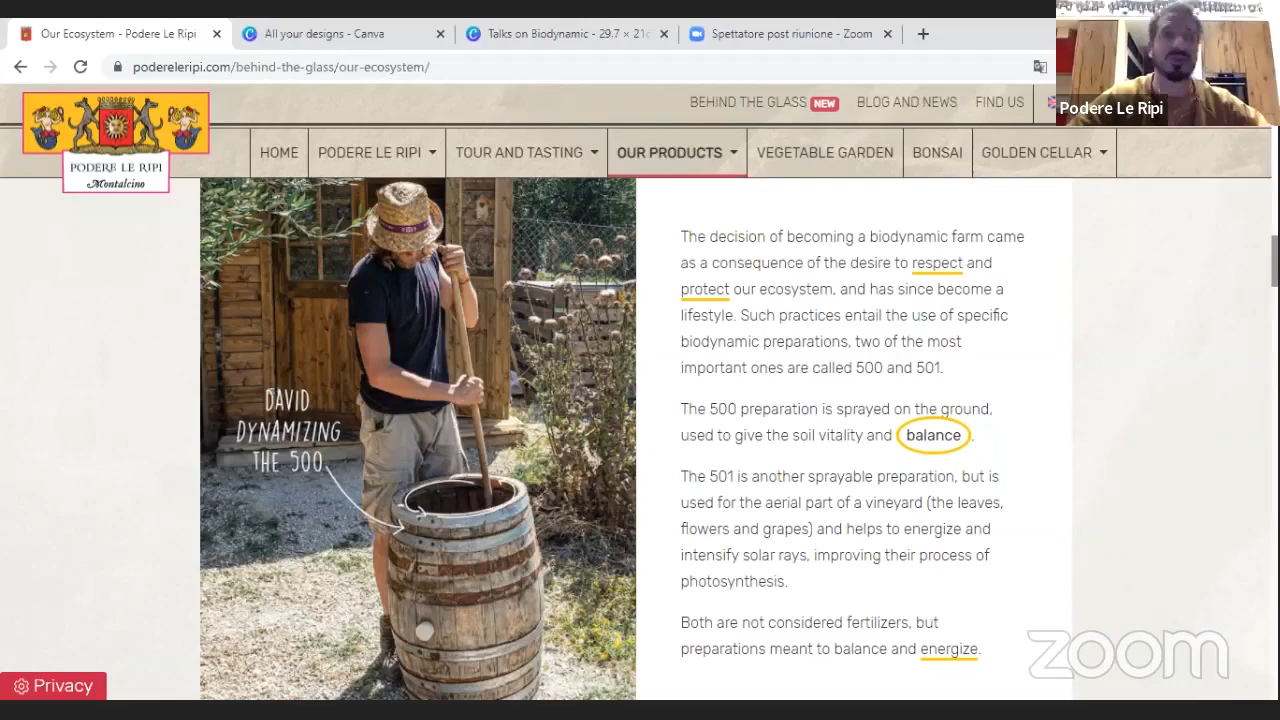 Our Ecosystem - Podere Le Ripi
All your designs - Canva
Talks on Biodynamic - 29.7 × 21c
Spettatore post riunione - Zoom
podereleripi.com/behind-the-glass/our-ecosystem/
Podere Le Ripi
BEHIND THE GLASS NEW
BLOG AND NEWS
FIND US
PODERE LE RIPI
Montalcino
HOME
PODERE LE RIPI
TOUR AND TASTING
OUR PRODUCTS
VEGETABLE GARDEN
BONSAI
GOLDEN CELLAR
DAVID
DYNAMIZING
THE 500
The decision of becoming a biodynamic farm came
as a consequence of the desire to respect and
protect our ecosystem, and has since become a
lifestyle. Such practices entail the use of specific
biodynamic preparations, two of the most
important ones are called 500 and 501.
The 500 preparation is sprayed on the ground,
used to give the soil vitality and balance.
The 501 is another sprayable preparation, but is
used for the aerial part of a vineyard (the leaves,
flowers and grapes) and helps to energize and
intensify solar rays, improving their process of
photosynthesis.
Both are not considered fertilizers, but
preparations meant to balance and energize.
Privacy
zoom